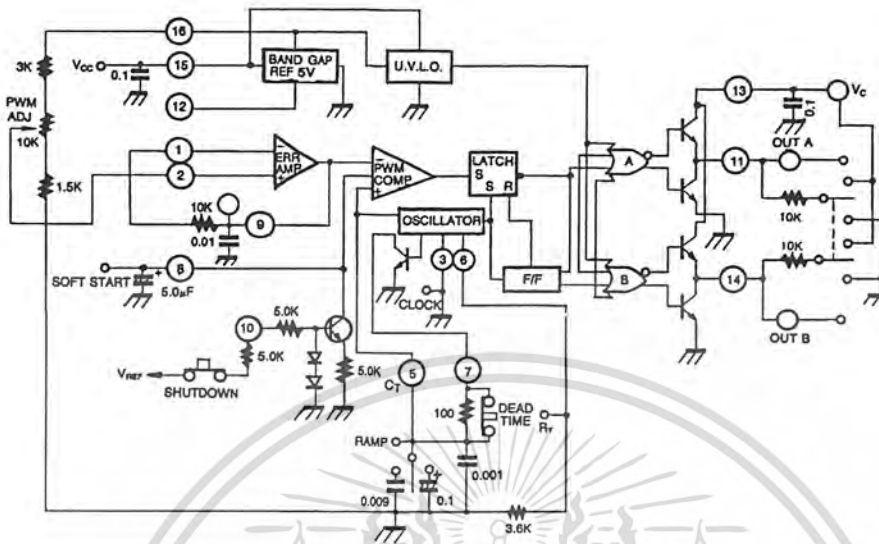 16
3K
VCC
0.1
15
BAND GAP
REF 5V
U.V.L.O.
13
VC
0.1
12
PWM
ADJ
10K
1
2
−
ERR
AMP
+
−
PWM
COMP
+
LATCH
S
S R
A
11
OUT A
1.5K
10K
9
0.01
OSCILLATOR
3
6
F/F
B
10K
10K
14
OUT B
SOFT START
+
5.0µF
8
CLOCK
10
5.0K
5.0K
5.0K
VREF
SHUTDOWN
CT
5
7
100
DEAD
TIME
RT
RAMP
0.009
+
0.1
0.001
3.6K